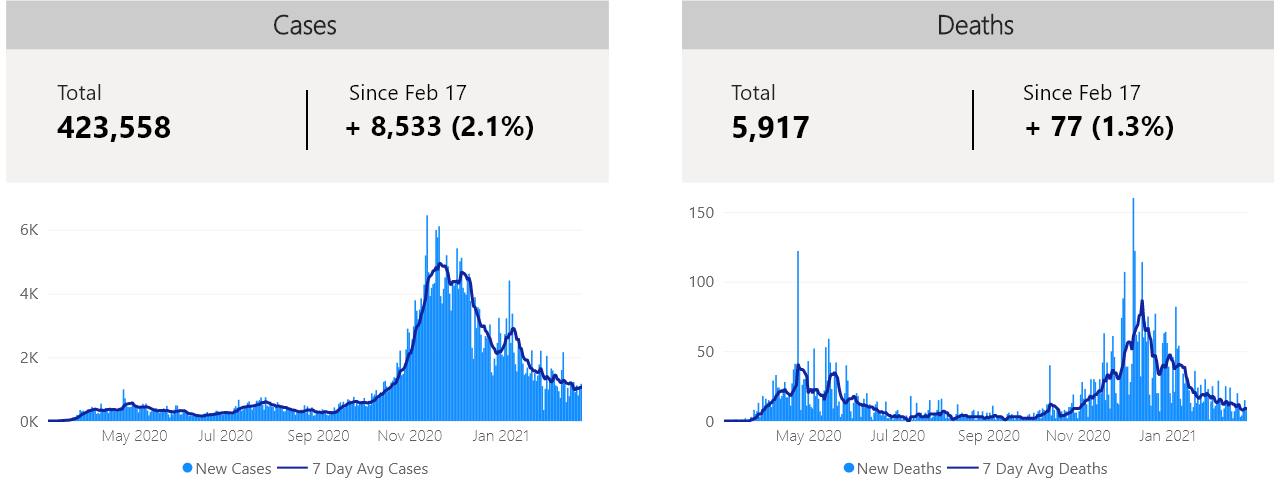 Cases
Total
423,558
Since Feb 17
+ 8,533 (2.1%)
6K
4K
2K
0K
May 2020 Jul 2020 Sep 2020 Nov 2020 Jan 2021
New Cases 7 Day Avg Cases
Deaths
Total
5,917
Since Feb 17
+ 77 (1.3%)
150
100
50
0
May 2020 Jul 2020 Sep 2020 Nov 2020 Jan 2021
New Deaths 7 Day Avg Deaths